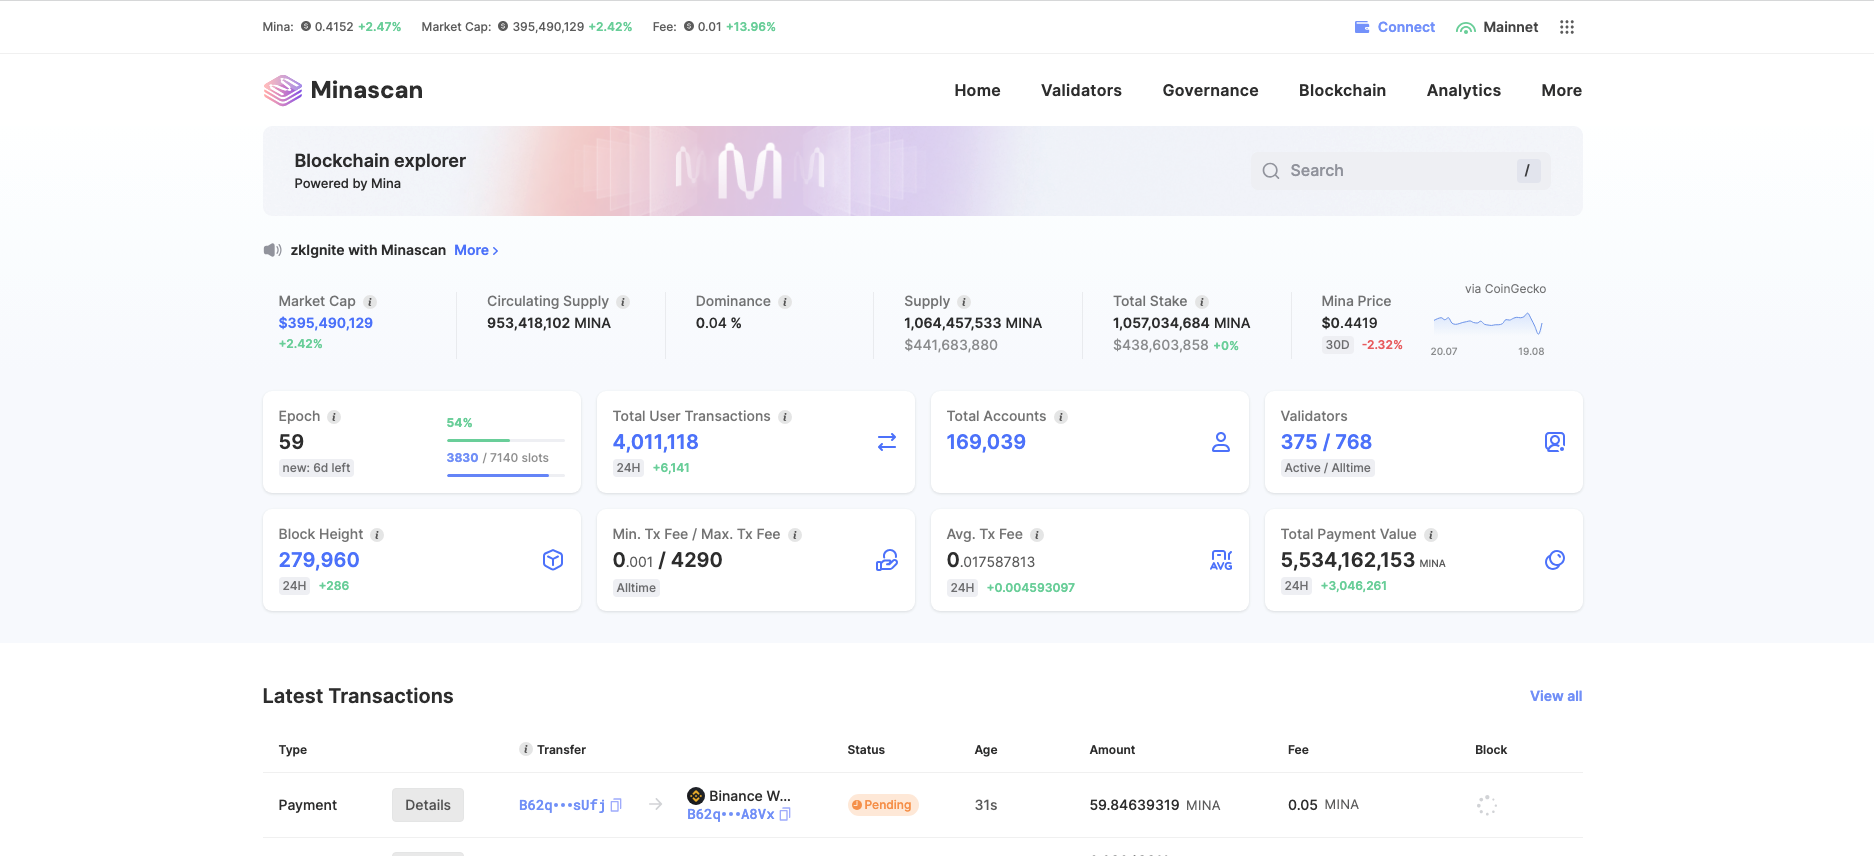 Mina: 0.4152 +2.47% Market Cap: 395,490,129 +2.42% Fee: 0.01 +13.96%
Connect Mainnet
Minascan
Home Validators Governance Blockchain Analytics More
Blockchain explorer
Powered by Mina
Search /
zkIgnite with Minascan More >
Market Cap i
$395,490,129
+2.42%
Circulating Supply i
953,418,102 MINA
Dominance i
0.04 %
Supply i
1,064,457,533 MINA
$441,683,880
Total Stake i
1,057,034,684 MINA
$438,603,858 +0%
Mina Price
$0.4419
30D -2.32%
via CoinGecko
20.07 19.08
Epoch i
59
new: 6d left
54%
3830 / 7140 slots
Total User Transactions i
4,011,118
24H +6,141
Total Accounts i
169,039
Validators
375 / 768
Active / Alltime
Block Height i
279,960
24H +286
Min. Tx Fee / Max. Tx Fee i
0.001 / 4290
Alltime
Avg. Tx Fee i
0.017587813
24H +0.004593097
AVG
Total Payment Value i
5,534,162,153 MINA
24H +3,046,261
Latest Transactions
View all
Type i Transfer Status Age Amount Fee Block
Payment Details B62q•••sUfj → Binance W... Pending 31s 59.84639319 MINA 0.05 MINA
B62q•••A8Vx